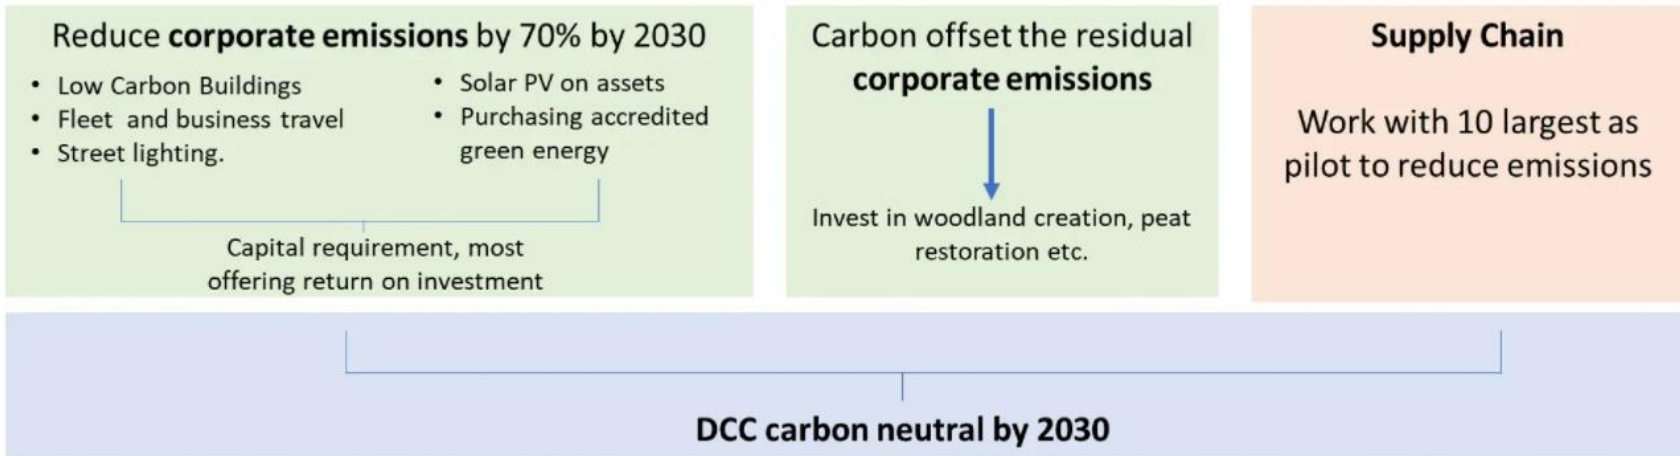 Reduce corporate emissions by 70% by 2030
• Low Carbon Buildings
• Fleet and business travel
• Street lighting.
• Solar PV on assets
• Purchasing accredited
green energy
Capital requirement, most
offering return on investment
Carbon offset the residual
corporate emissions
Invest in woodland creation, peat
restoration etc.
Supply Chain
Work with 10 largest as
pilot to reduce emissions
DCC carbon neutral by 2030